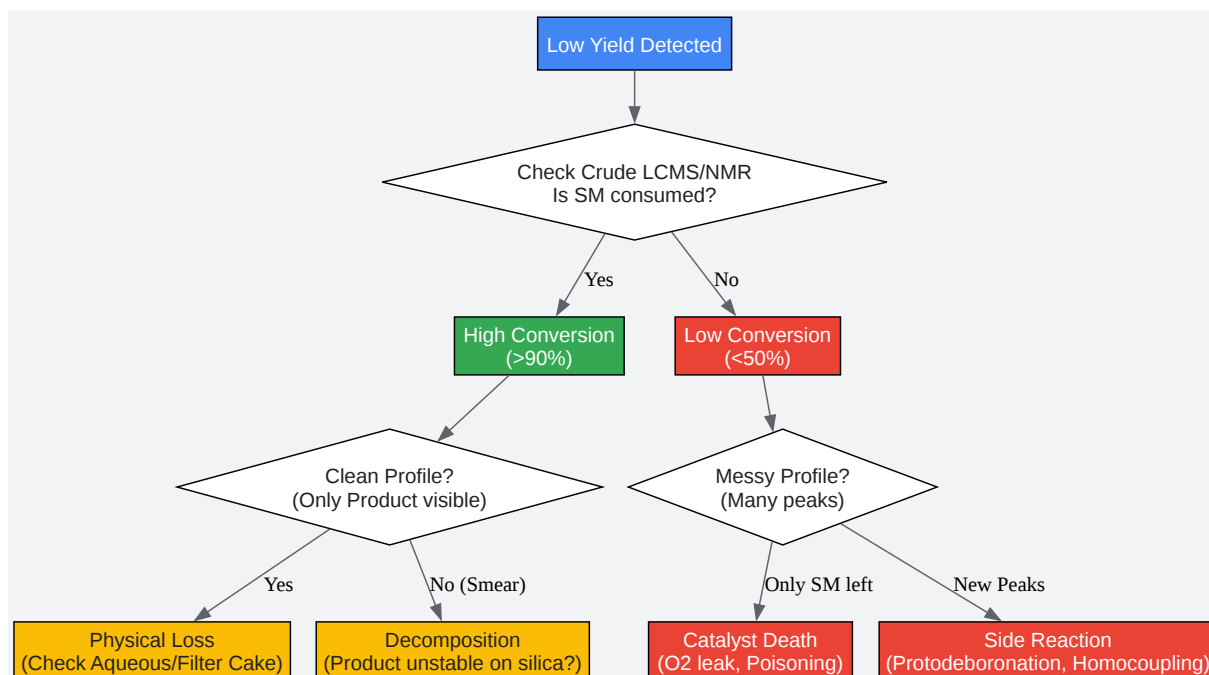 Low Yield Detected
Check Crude LCMS/NMR
Is SM consumed?
Yes
No
High Conversion
(>90%)
Low Conversion
(<50%)
Clean Profile?
(Only Product visible)
Messy Profile?
(Many peaks)
Yes
No (Smear)
Only SM left
New Peaks
Physical Loss
(Check Aqueous/Filter Cake)
Decomposition
(Product unstable on silica?)
Catalyst Death
(O2 leak, Poisoning)
Side Reaction
(Protodeboronation, Homocoupling)